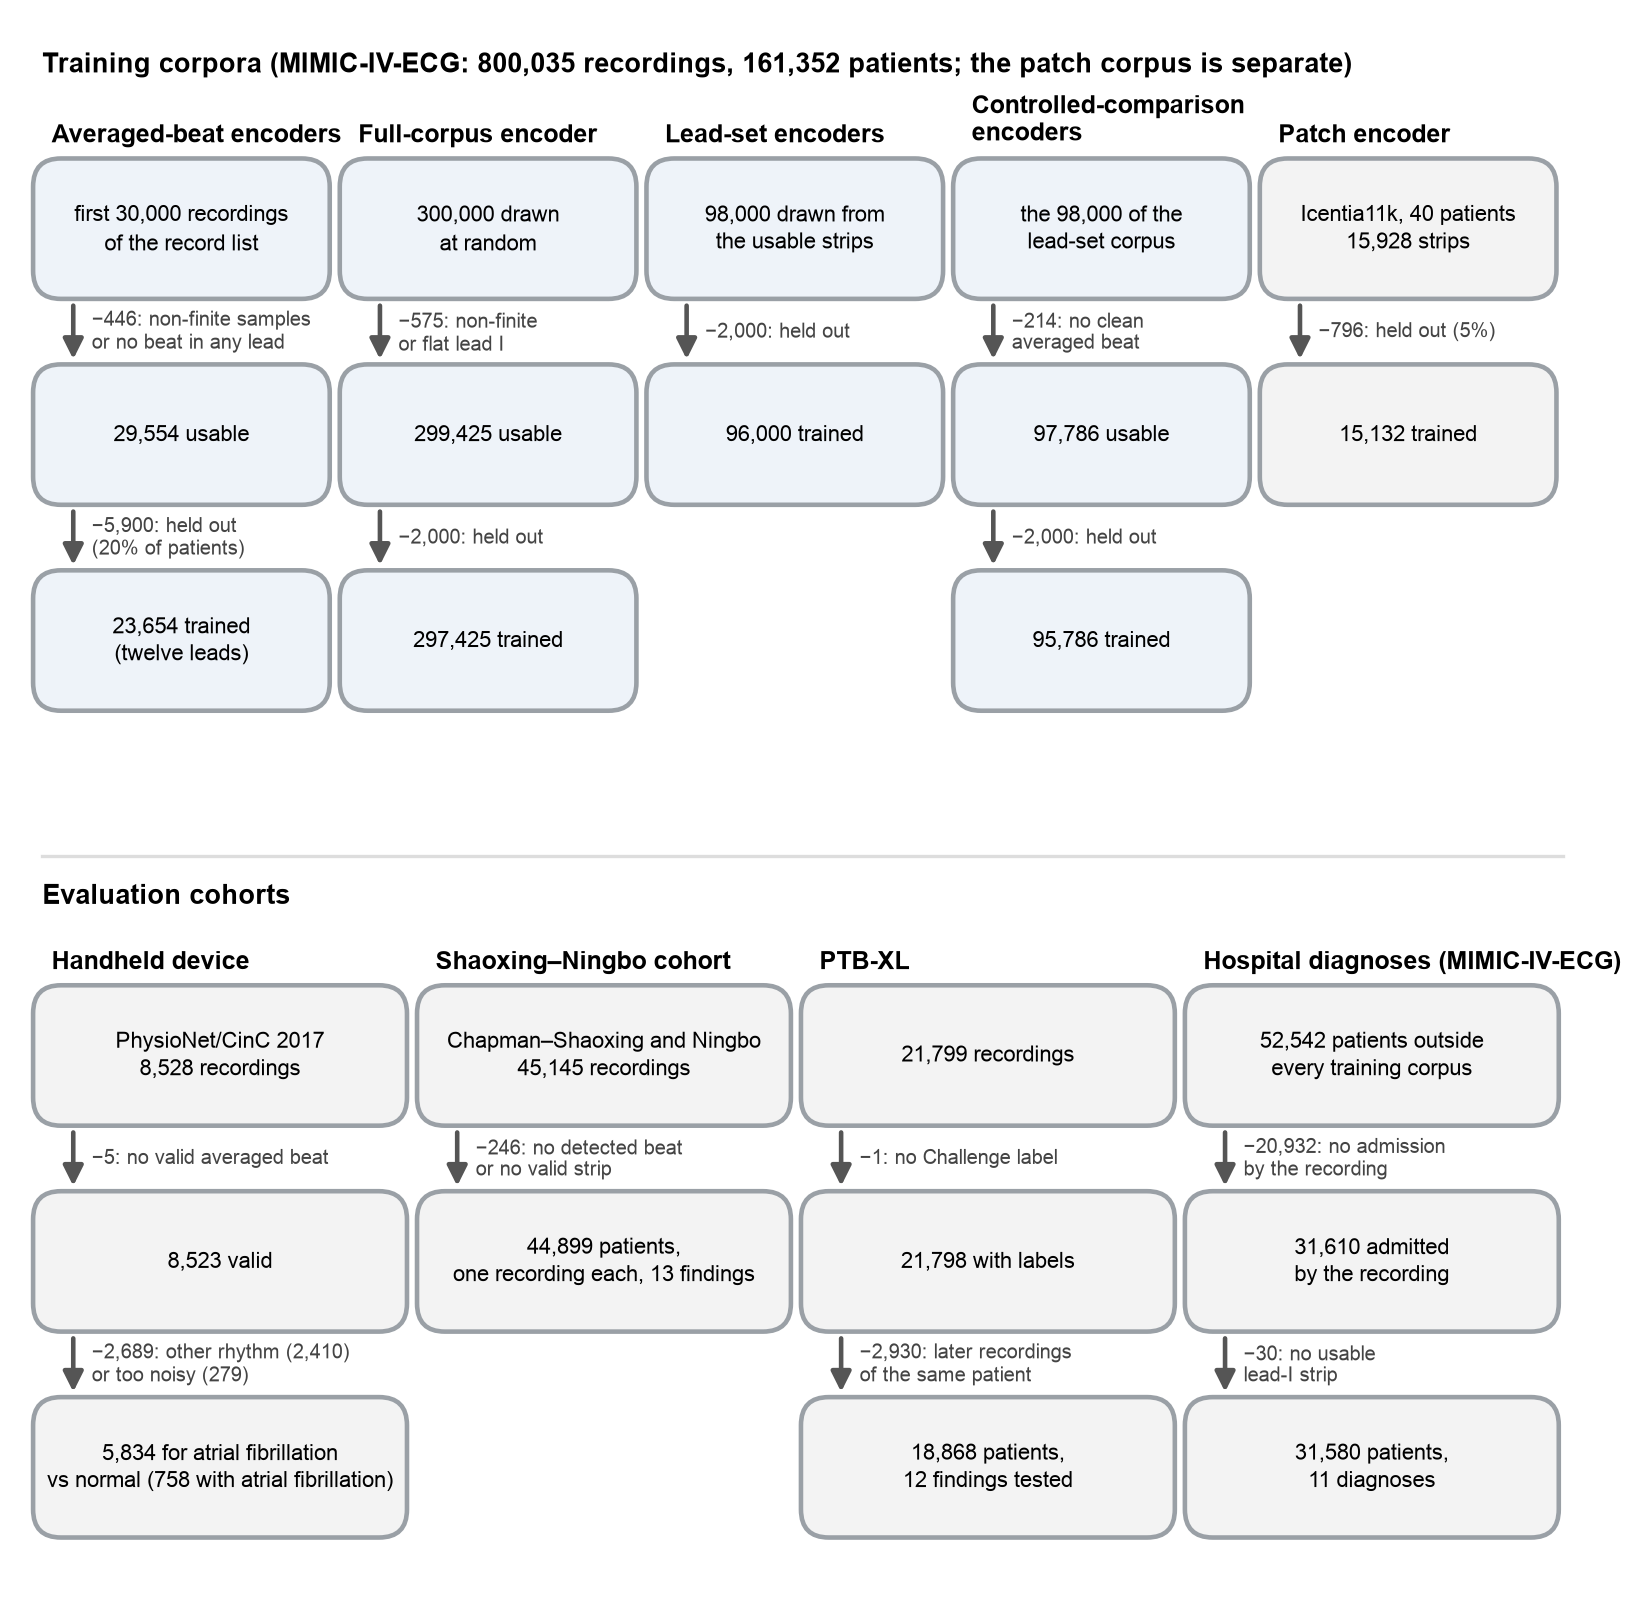 Training corpora (MIMIC-IV-ECG: 800,035 recordings, 161,352 patients; the patch corpus is separate)
Averaged-beat encoders
first 30,000 recordings
of the record list
−446: non-finite samples
or no beat in any lead
29,554 usable
−5,900: held out
(20% of patients)
23,654 trained
(twelve leads)
Full-corpus encoder
300,000 drawn
at random
−575: non-finite
or flat lead I
299,425 usable
−2,000: held out
297,425 trained
Lead-set encoders
98,000 drawn from
the usable strips
−2,000: held out
96,000 trained
Controlled-comparison
encoders
the 98,000 of the
lead-set corpus
−214: no clean
averaged beat
97,786 usable
−2,000: held out
95,786 trained
Patch encoder
Icentia11k, 40 patients
15,928 strips
−796: held out (5%)
15,132 trained
Evaluation cohorts
Handheld device
PhysioNet/CinC 2017
8,528 recordings
−5: no valid averaged beat
8,523 valid
−2,689: other rhythm (2,410)
or too noisy (279)
5,834 for atrial fibrillation
vs normal (758 with atrial fibrillation)
Shaoxing–Ningbo cohort
Chapman–Shaoxing and Ningbo
45,145 recordings
−246: no detected beat
or no valid strip
44,899 patients,
one recording each, 13 findings
PTB-XL
21,799 recordings
−1: no Challenge label
21,798 with labels
−2,930: later recordings
of the same patient
18,868 patients,
12 findings tested
Hospital diagnoses (MIMIC-IV-ECG)
52,542 patients outside
every training corpus
−20,932: no admission
by the recording
31,610 admitted
by the recording
−30: no usable
lead-I strip
31,580 patients,
11 diagnoses